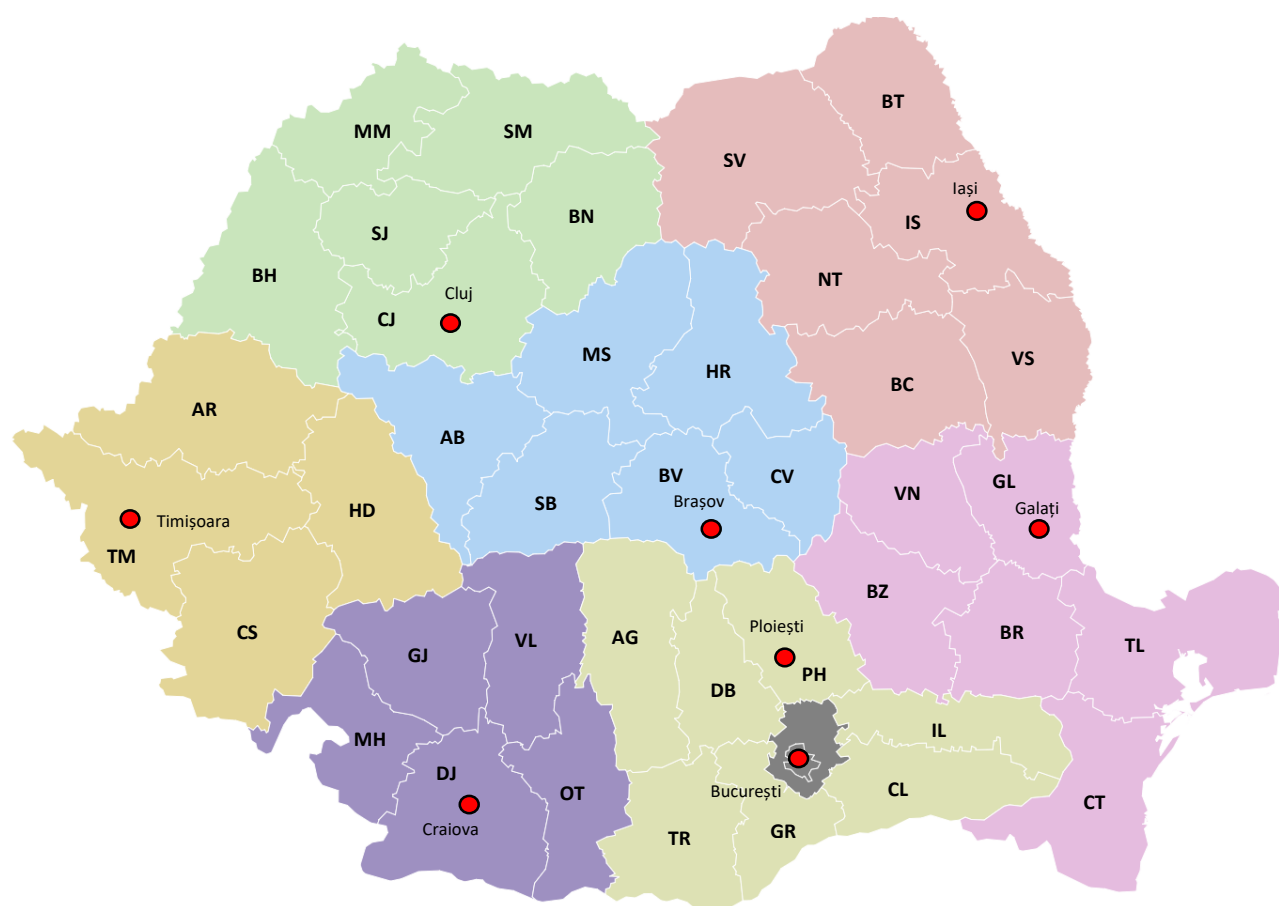 BT
MM
SM
SV
Iași
BN
IS
SJ
BH
NT
Cluj
CJ
MS
VS
HR
BC
AR
AB
BV
CV
GL
VN
Brașov
SB
HD
Galați
Timișoara
TM
BZ
Ploiești
CS
BR
AG
VL
TL
GJ
PH
DB
IL
MH
DJ
București
CL
OT
CT
Craiova
GR
TR